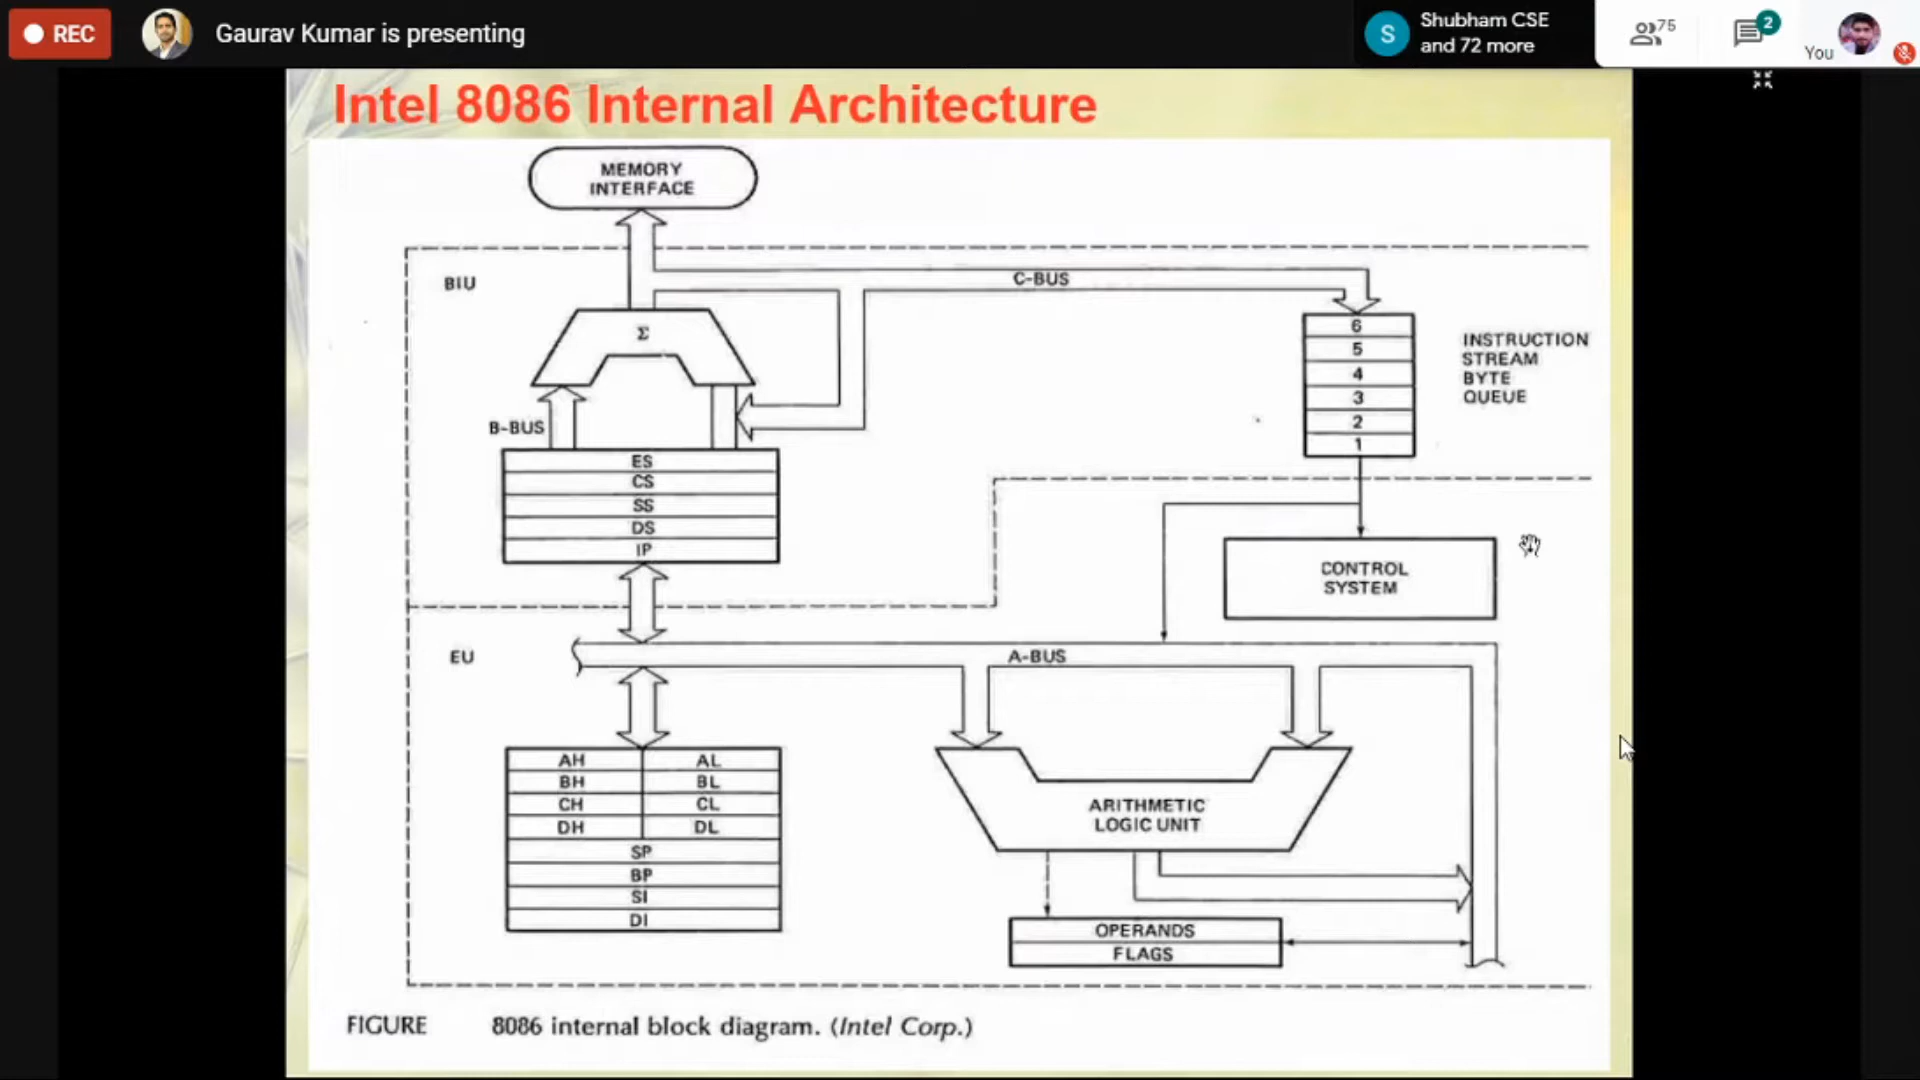 REC
Gaurav Kumar is presenting
S
Shubham CSE
and 72 more
75
2
You
Intel 8086 Internal Architecture
MEMORY
INTERFACE
BIU
C-BUS
Σ
6
5
4
3
2
1
INSTRUCTION
STREAM
BYTE
QUEUE
B-BUS
ES
CS
SS
DS
IP
CONTROL
SYSTEM
EU
A-BUS
AH AL
BH BL
CH CL
DH DL
SP
BP
SI
DI
ARITHMETIC
LOGIC UNIT
OPERANDS
FLAGS
FIGURE 8086 internal block diagram. (Intel Corp.)